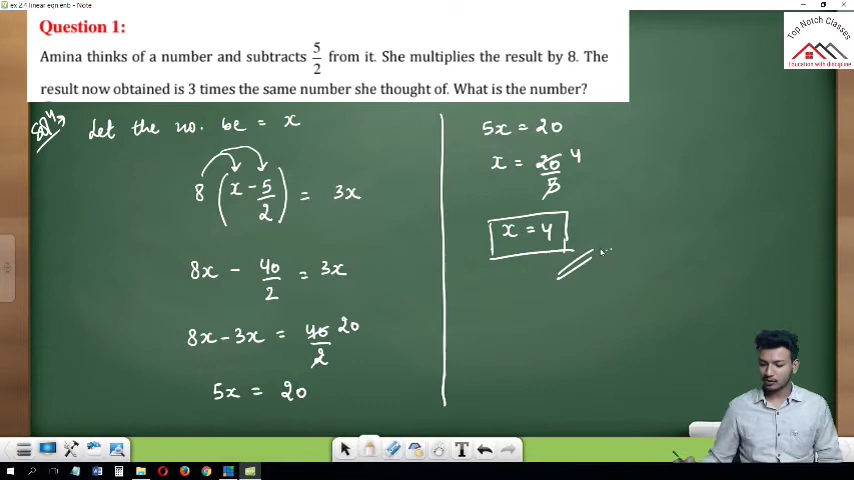 ex 2.4 linear eqn.enb - Note
Question 1:
Amina thinks of a number and subtracts 5/2 from it. She multiplies the result by 8. The
result now obtained is 3 times the same number she thought of. What is the number?
Top Notch Classes
Education with discipline
Solⁿ→ Let the no. be = x
8 (x - 5/2) = 3x
8x - 40/2 = 3x
8x - 3x = 40/2 20
5x = 20
5x = 20
x = 20/5 4
x = 4